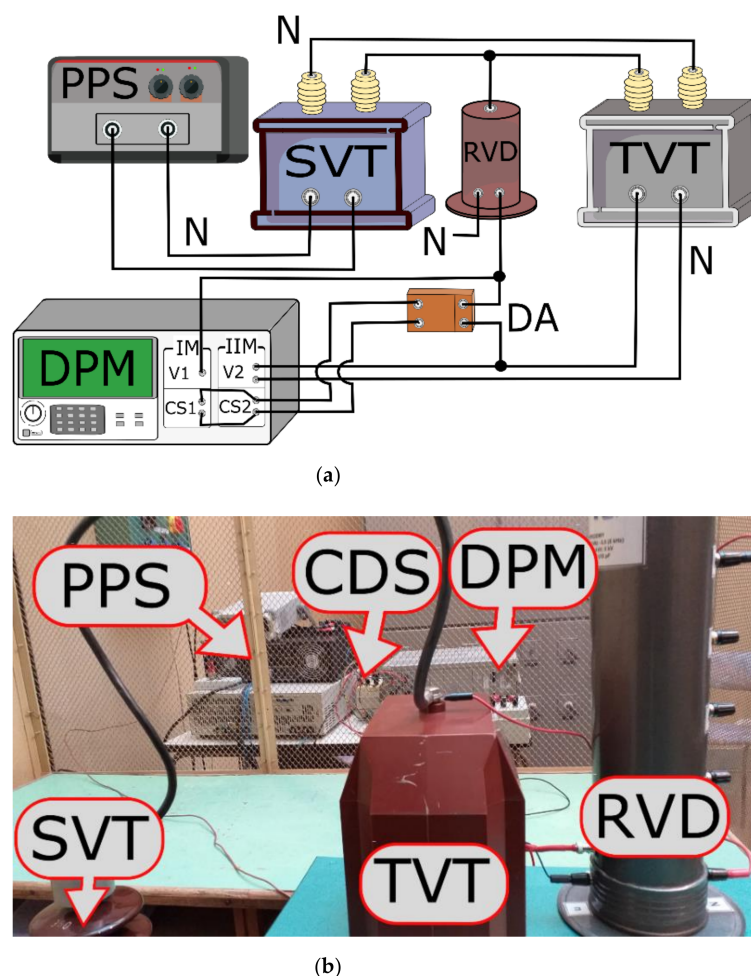 N
PPS
SVT
RVD
TVT
N
N
N
DA
DPM
IM
IIM
V1
V2
CS1
CS2
(a)
PPS
CDS
DPM
SVT
TVT
RVD
(b)